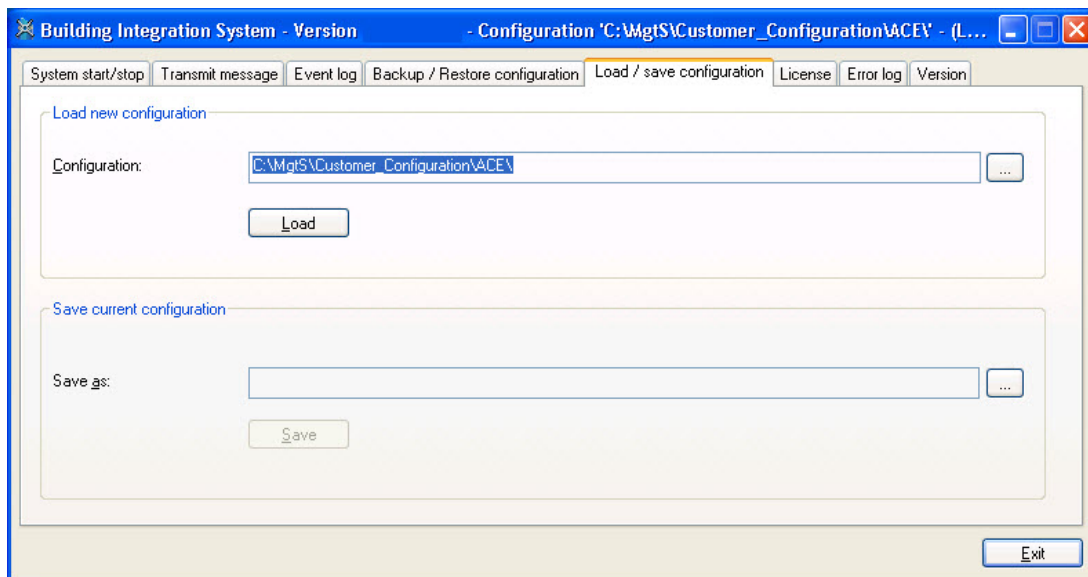 Building Integration System - Version - Configuration 'C:\MgtS\Customer_Configuration\ACE\' - (L...
System start/stop Transmit message Event log Backup / Restore configuration Load / save configuration License Error log Version
Load new configuration
Configuration: C:\MgtS\Customer_Configuration\ACE\ ...
Load
Save current configuration
Save as: ...
Save
Exit